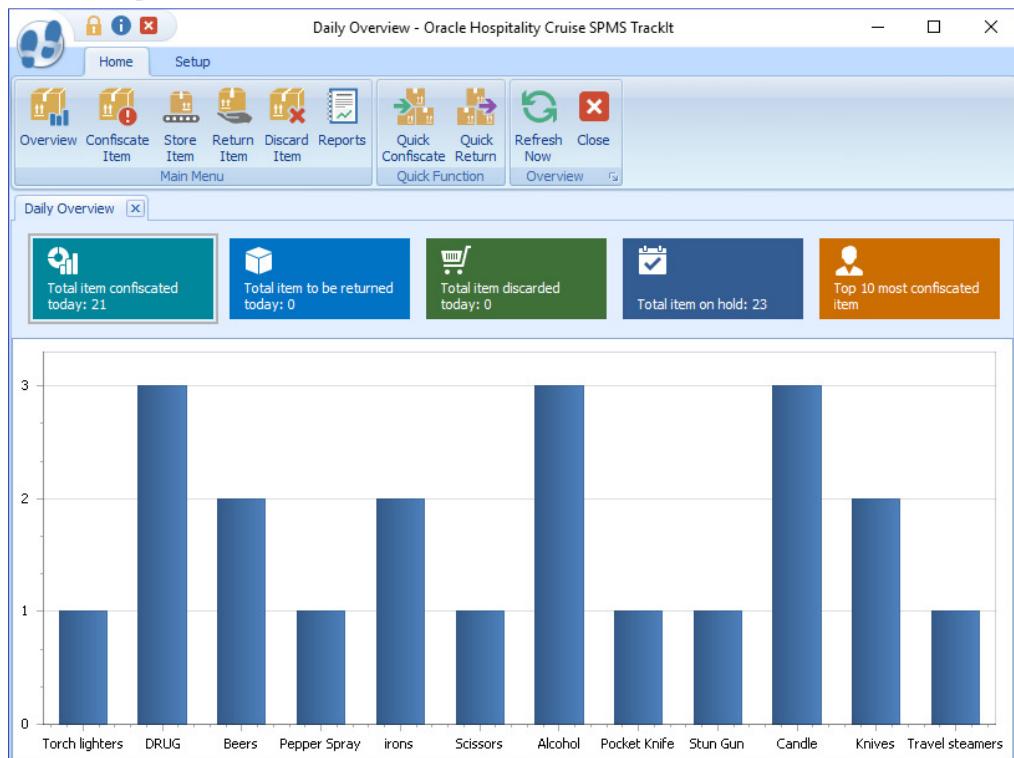 Daily Overview - Oracle Hospitality Cruise SPMS TrackIt
Home Setup
Overview Confiscate Item Store Item Return Item Discard Item Reports Quick Confiscate Quick Return Refresh Now Close
Main Menu Quick Function Overview
Daily Overview
Total item confiscated today: 21
Total item to be returned today: 0
Total item discarded today: 0
Total item on hold: 23
Top 10 most confiscated item
3
2
1
0
Torch lighters DRUG Beers Pepper Spray irons Scissors Alcohol Pocket Knife Stun Gun Candle Knives Travel steamers